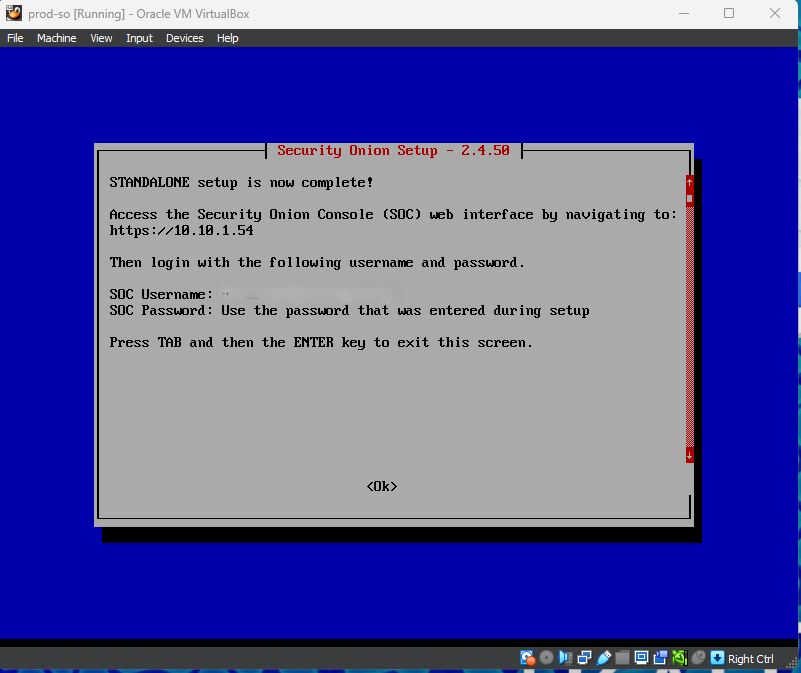 prod-so [Running] - Oracle VM VirtualBox
File Machine View Input Devices Help
Security Onion Setup - 2.4.50
STANDALONE setup is now complete!
Access the Security Onion Console (SOC) web interface by navigating to:
https://10.10.1.54
Then login with the following username and password.
SOC Username:
SOC Password: Use the password that was entered during setup
Press TAB and then the ENTER key to exit this screen.
<Ok>
Right Ctrl